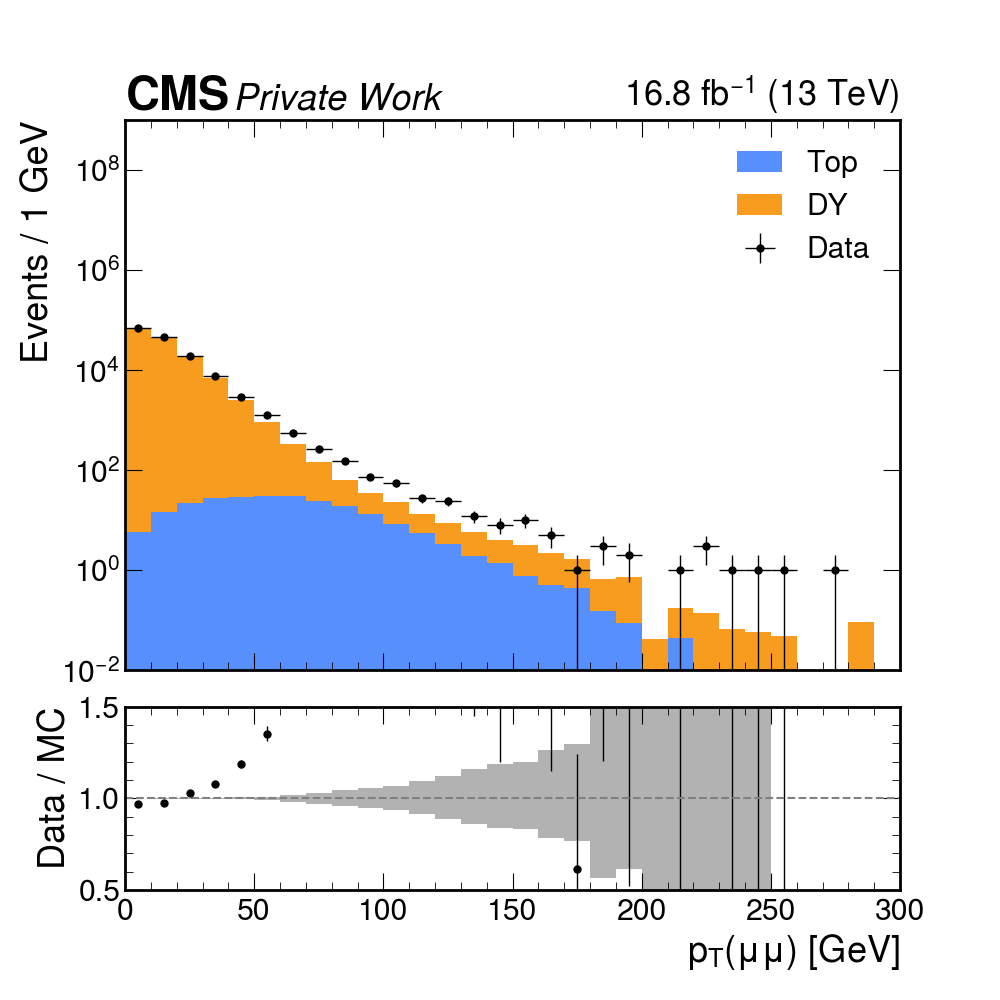 CMS Private Work 16.8 fb⁻¹ (13 TeV)
Events / 1 GeV
10⁸
10⁶
10⁴
10²
10⁰
10⁻²
Top
DY
Data
Data / MC
1.5
1.0
0.5
0 50 100 150 200 250 300
p_T(μμ) [GeV]